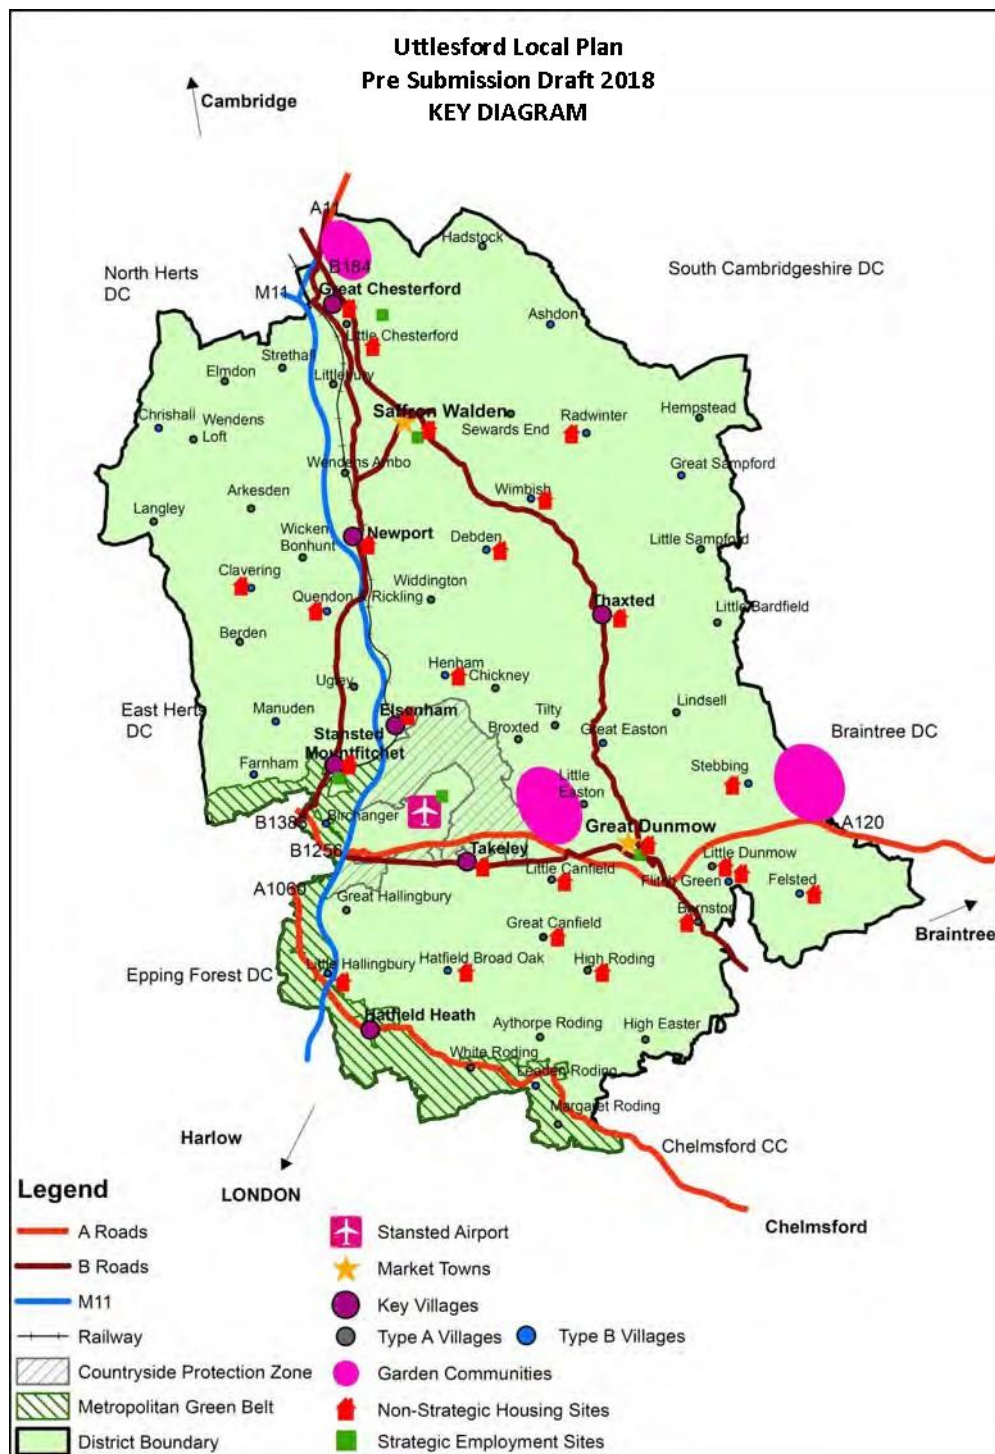 Uttlesford Local Plan
Pre Submission Draft 2018
KEY DIAGRAM
Cambridge
A11
Hadstock
North Herts
DC
B184
South Cambridgeshire DC
M11
Great Chesterford
Little Chesterford
Ashdon
Strethall
Elmdon
Littlebury
Chrishall
Wendens
Loft
Saffron Walden
Sewards End
Radwinter
Hempstead
Wendens Ambo
Great Sampford
Arkesden
Wimbish
Langley
Wicken
Bonhunt
Newport
Debden
Little Sampford
Clavering
Widdington
Quendon
Rickling
Thaxted
Little Bardfield
Berden
Henham
Chickney
Ugley
East Herts
DC
Manuden
Elsenham
Tilty
Lindsell
Stansted
Mountfitchet
Broxted
Great Easton
Braintree DC
Farnham
Little
Easton
Stebbing
B1383
Birchanger
Great Dunmow
A120
B1256
Takeley
Little Canfield
Little Dunmow
Flitch Green
Felsted
A1060
Great Hallingbury
Barnston
Great Canfield
Braintree
Epping Forest DC
Little Hallingbury
Hatfield Broad Oak
High Roding
Hatfield Heath
Aythorpe Roding
High Easter
White Roding
Leaden Roding
Margaret Roding
Harlow
Chelmsford CC
LONDON
Chelmsford
Legend
A Roads
B Roads
M11
Railway
Countryside Protection Zone
Metropolitan Green Belt
District Boundary
Stansted Airport
Market Towns
Key Villages
Type A Villages
Type B Villages
Garden Communities
Non-Strategic Housing Sites
Strategic Employment Sites